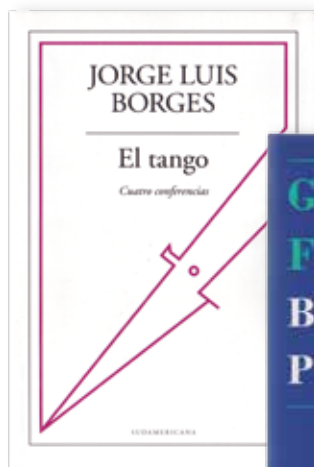 JORGE LUIS
BORGES
El tango
Cuatro conferencias
SUDAMERICANA
G
F
B
P